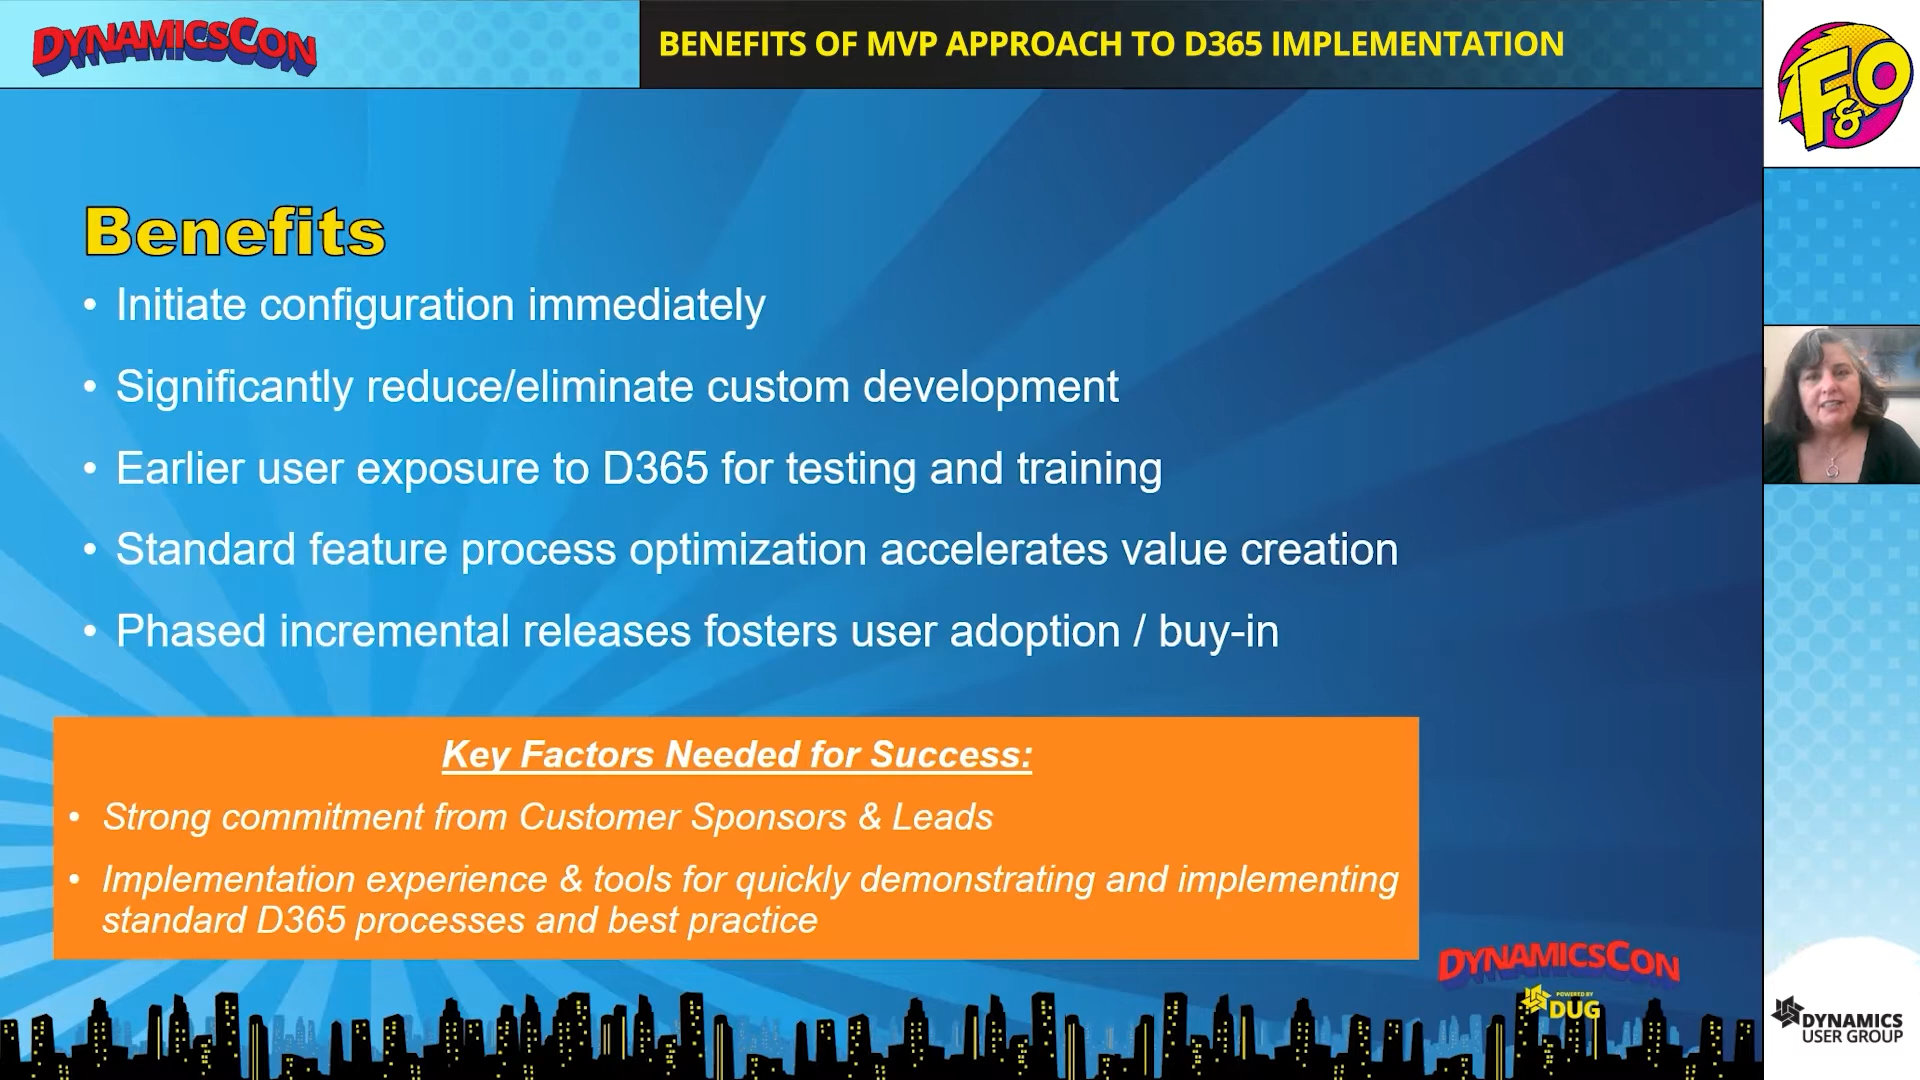 DYNAMICSCON
BENEFITS OF MVP APPROACH TO D365 IMPLEMENTATION
F&O
Benefits
• Initiate configuration immediately
• Significantly reduce/eliminate custom development
• Earlier user exposure to D365 for testing and training
• Standard feature process optimization accelerates value creation
• Phased incremental releases fosters user adoption / buy-in
Key Factors Needed for Success:
• Strong commitment from Customer Sponsors & Leads
• Implementation experience & tools for quickly demonstrating and implementing
standard D365 processes and best practice
DYNAMICSCON
POWERED BY
DUG
DYNAMICS
USER GROUP